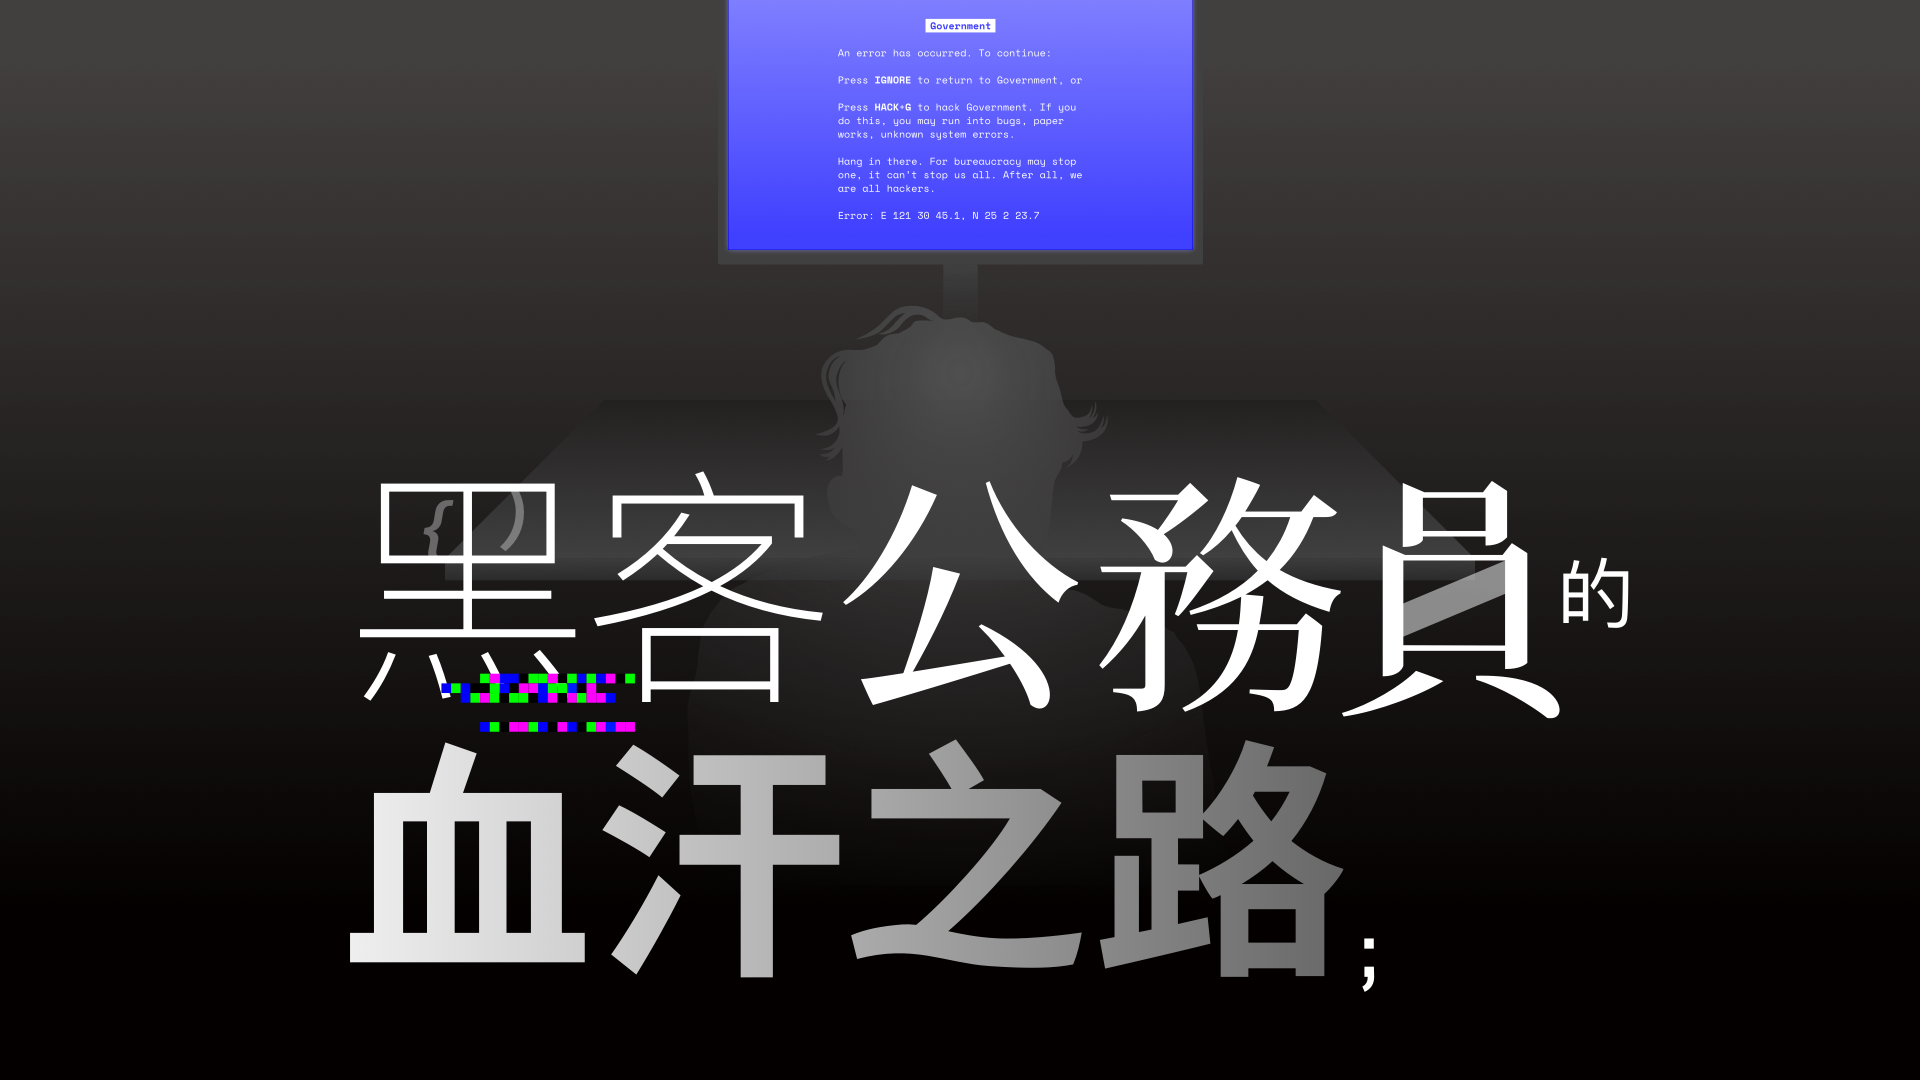 Government
An error has occurred. To continue:
Press IGNORE to return to Government, or
Press HACK+G to hack Government. If you
do this, you may run into bugs, paper
works, unknown system errors.
Hang in there. For bureaucracy may stop
one, it can't stop us all. After all, we
are all hackers.
Error: E 121 30 45.1, N 25 2 23.7
{ )
黑客公務員的
血汗之路;